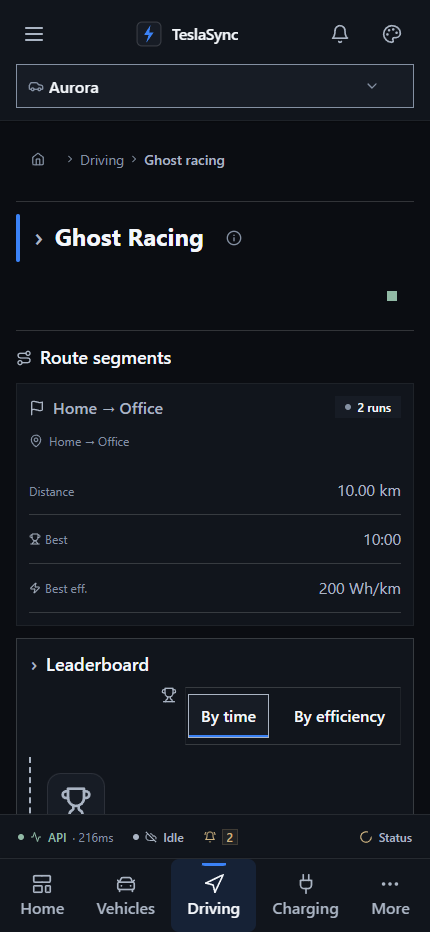 TeslaSync
Aurora
Driving > Ghost racing
Ghost Racing
Route segments
Home → Office
2 runs
Home → Office
Distance 10.00 km
Best 10:00
Best eff. 200 Wh/km
Leaderboard
By time By efficiency
API · 216ms Idle 2 Status
Home Vehicles Driving Charging More